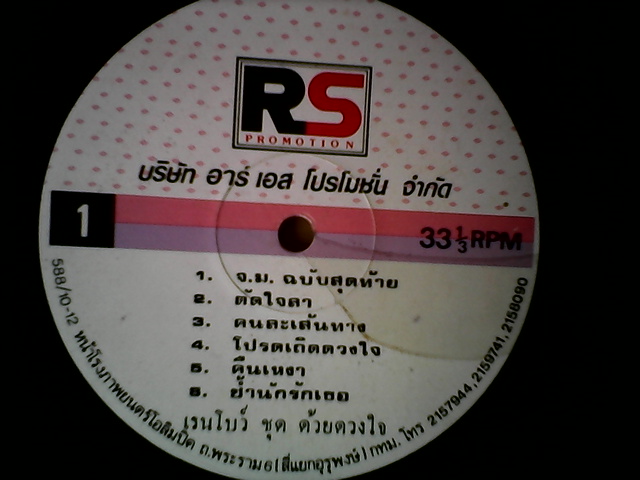 RS
PROMOTION
บริษัท อาร์ เอส โปรโมชั่น จำกัด
1
33 1/3 RPM
1. จ.ม. ฉบับสุดท้าย
2. ตัดใจลา
3. คนละเส้นทาง
4. โปรดเถิดดวงใจ
5. คืนเหงา
6. ย้ำนักรักเธอ
เรนโบว์ ชุด ด้วยดวงใจ
588/10-12 หน้าโรงภาพยนตร์โอลิมปิค ถ.พระราม 6 (สี่แยกอุรุพงษ์) กทม. โทร 2157944, 2159741, 2158090